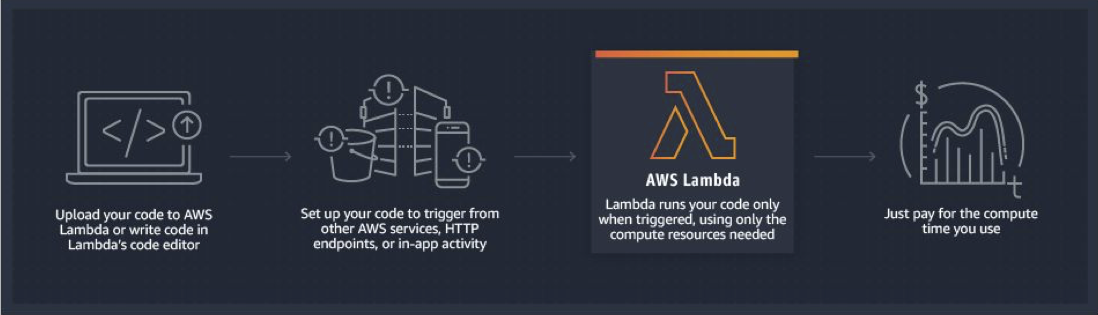 Upload your code to AWS
Lambda or write code in
Lambda's code editor
Set up your code to trigger from
other AWS services, HTTP
endpoints, or in-app activity
AWS Lambda
Lambda runs your code only
when triggered, using only the
compute resources needed
$
t
Just pay for the compute
time you use